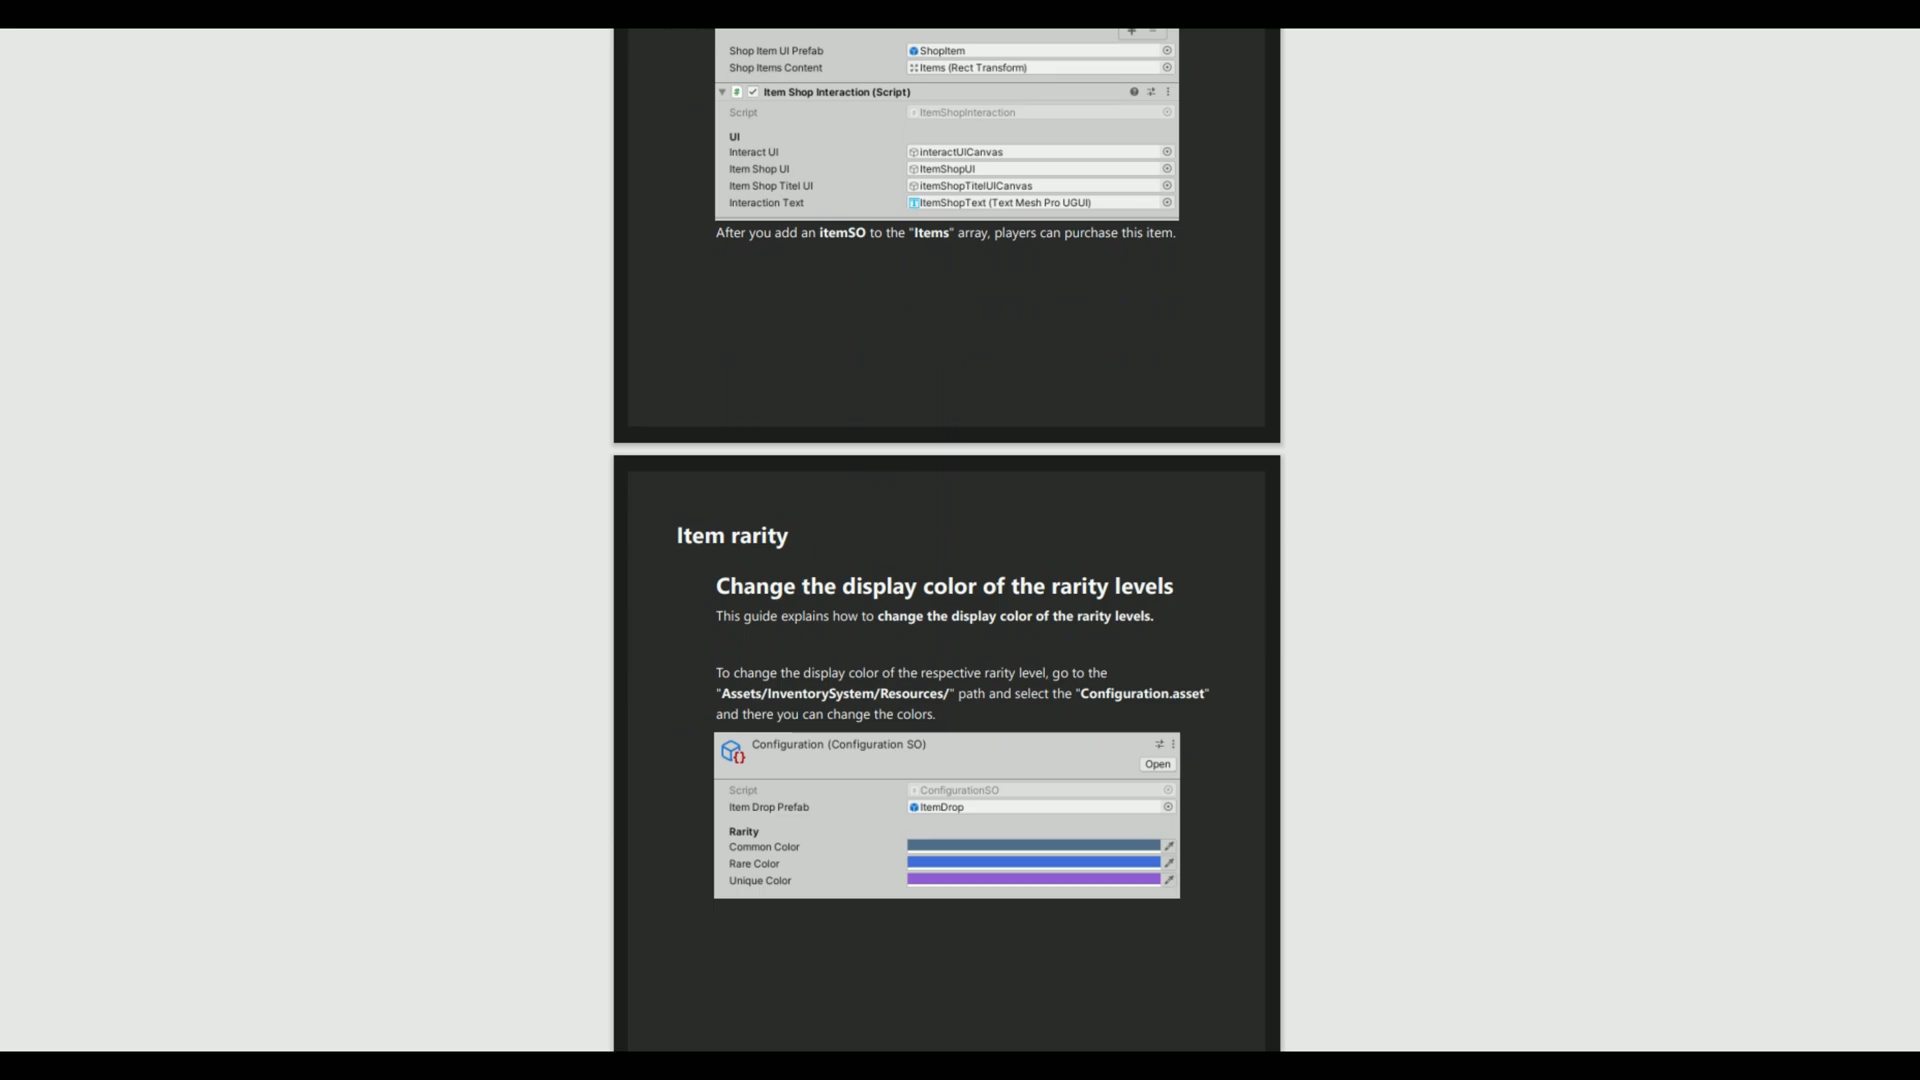 Shop Item UI Prefab ShopItem
Shop Items Content Items (Rect Transform)
Item Shop Interaction (Script)
Script ItemShopInteraction
UI
Interact UI interactUICanvas
Item Shop UI ItemShopUI
Item Shop Titel UI itemShopTitelUICanvas
Interaction Text ItemShopText (Text Mesh Pro UGUI)
After you add an itemSO to the "Items" array, players can purchase this item.
Item rarity
Change the display color of the rarity levels
This guide explains how to change the display color of the rarity levels.
To change the display color of the respective rarity level, go to the
"Assets/InventorySystem/Resources/" path and select the "Configuration.asset"
and there you can change the colors.
Configuration (Configuration SO)
Open
Script ConfigurationSO
Item Drop Prefab ItemDrop
Rarity
Common Color
Rare Color
Unique Color